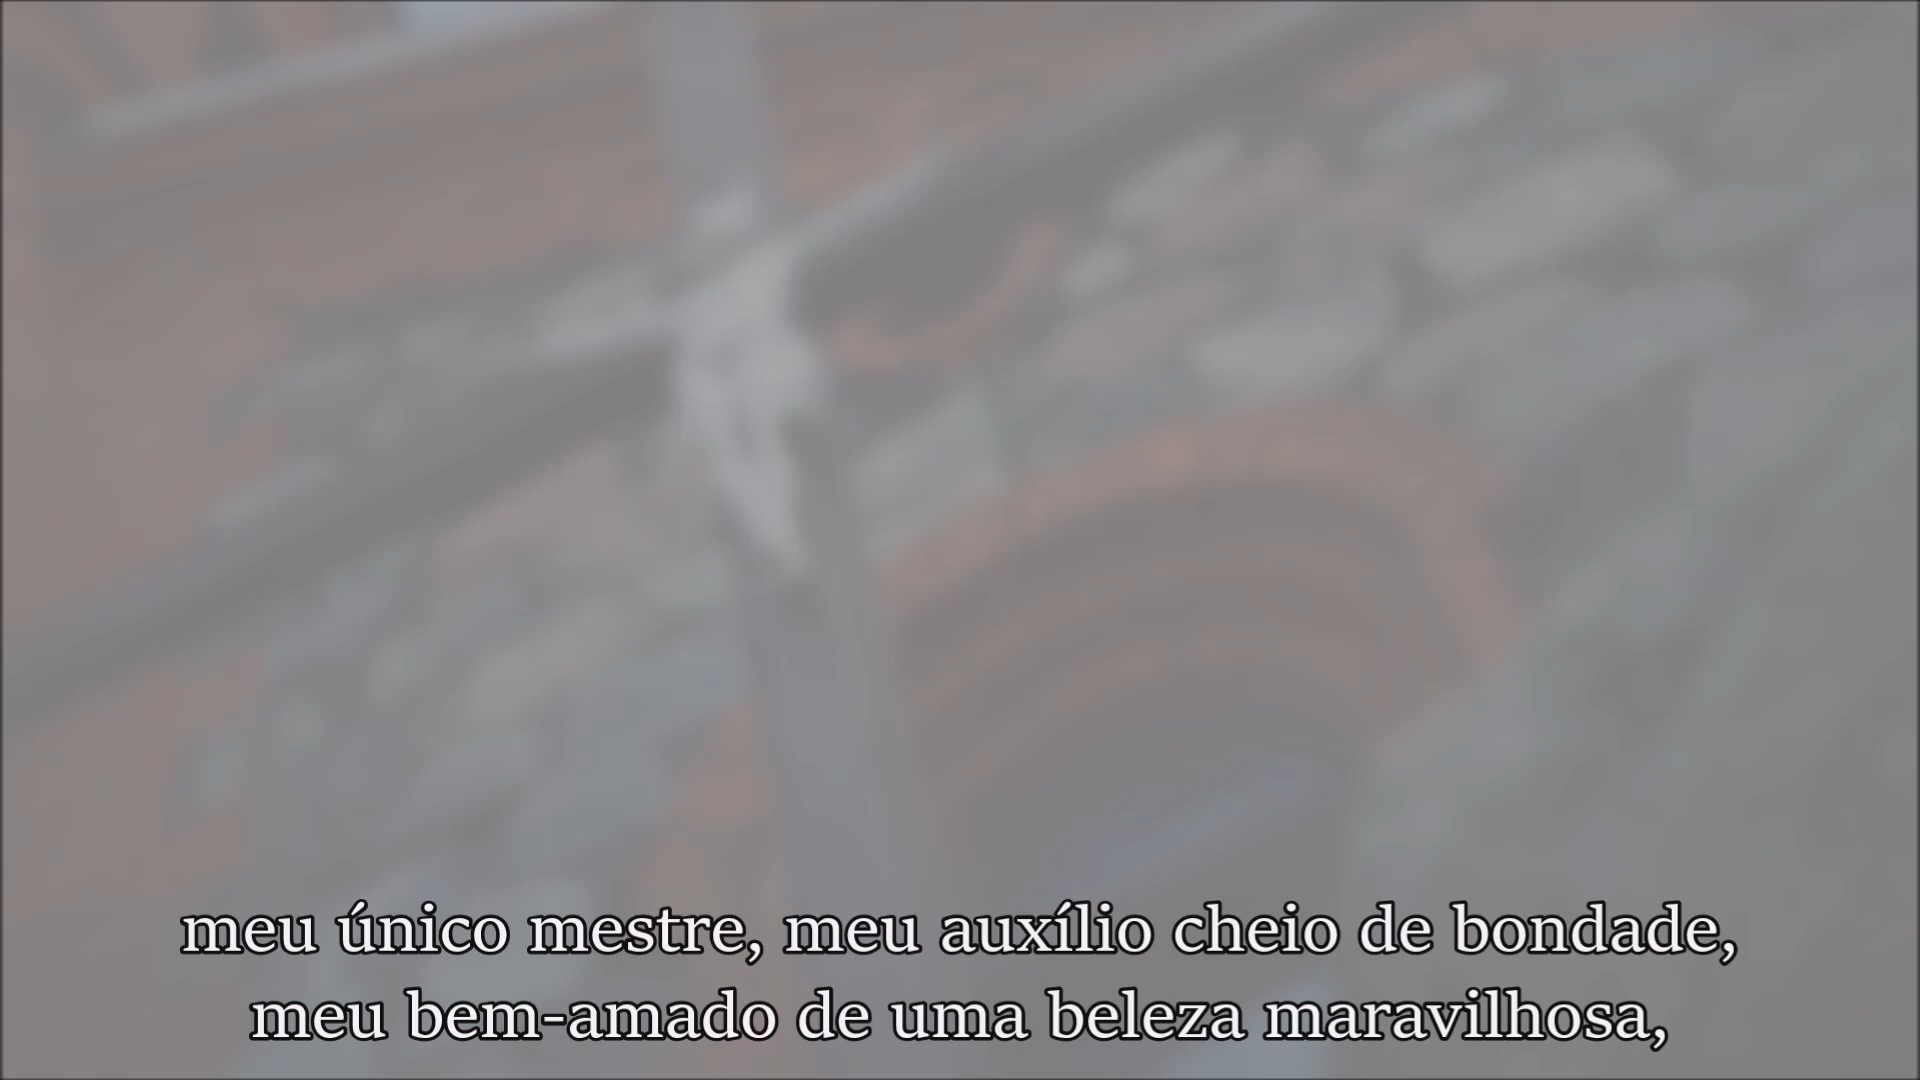 meu único mestre, meu auxílio cheio de bondade,
meu bem-amado de uma beleza maravilhosa,